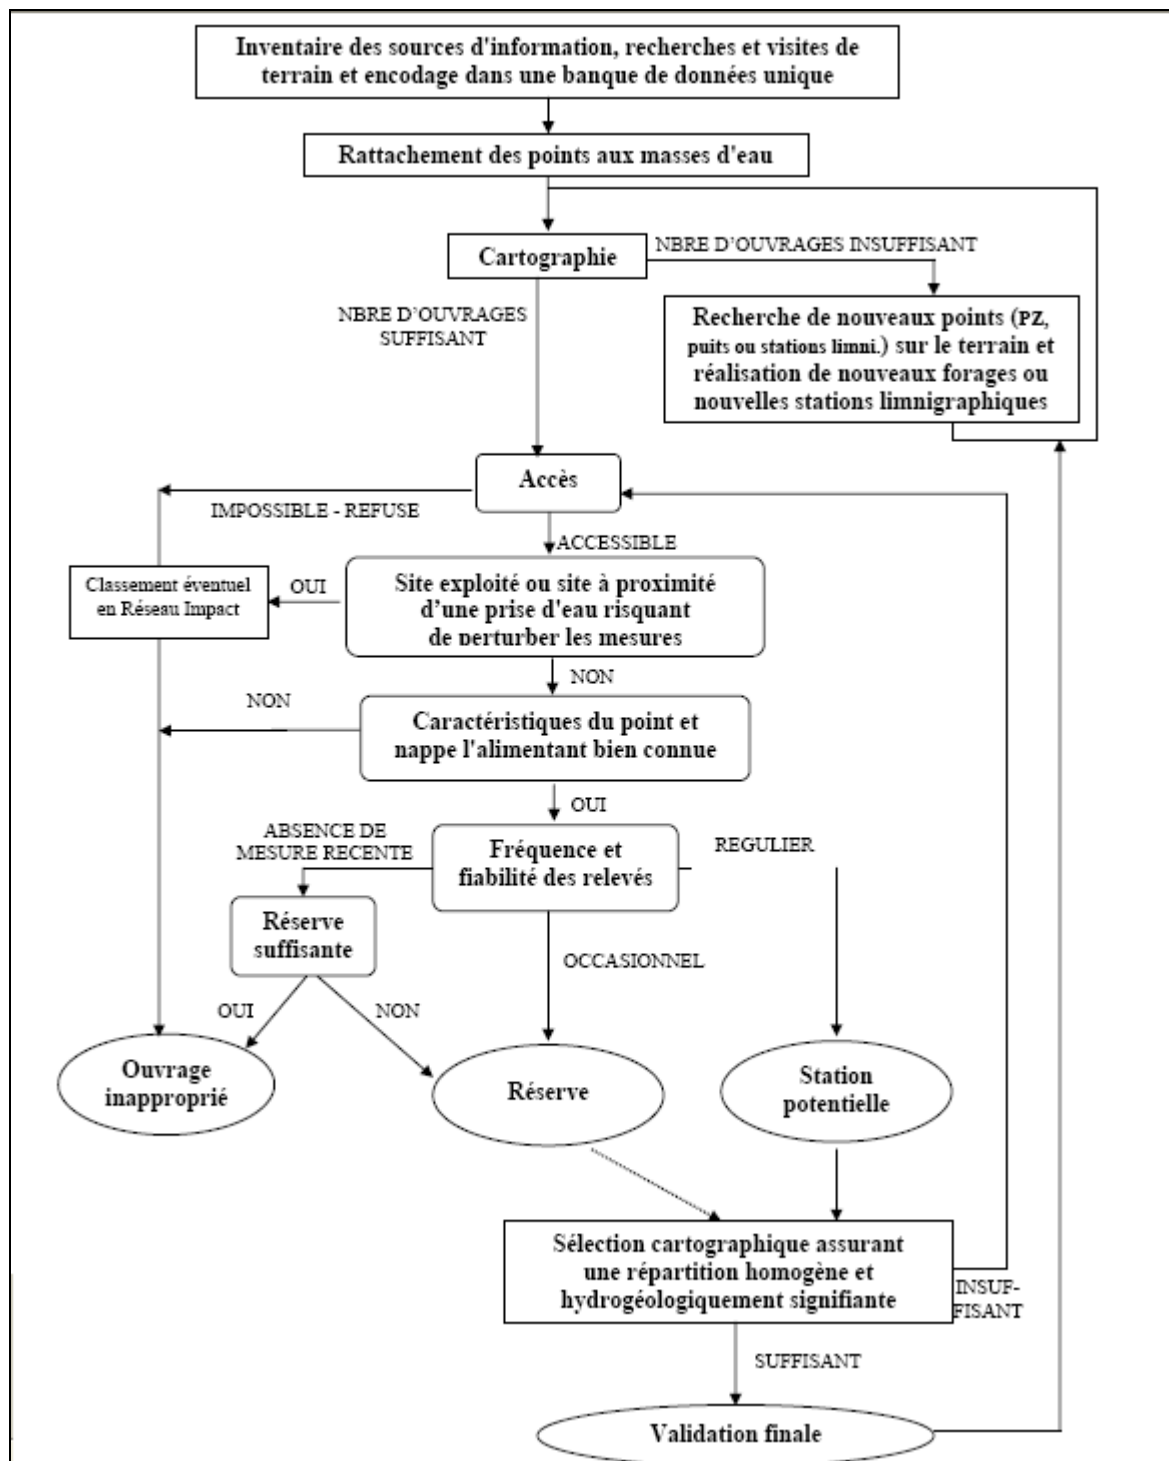 Inventaire des sources d'information, recherches et visites de
terrain et encodage dans une banque de données unique
Rattachement des points aux masses d'eau
Cartographie
NBRE D'OUVRAGES INSUFFISANT
NBRE D'OUVRAGES
SUFFISANT
Recherche de nouveaux points (PZ,
puits ou stations limni.) sur le terrain et
réalisation de nouveaux forages ou
nouvelles stations limnigraphiques
Accès
IMPOSSIBLE - REFUSE
ACCESSIBLE
Classement éventuel
en Réseau Impact
OUI
Site exploité ou site à proximité
d'une prise d'eau risquant
de perturber les mesures
NON
NON
Caractéristiques du point et
nappe l'alimentant bien connue
OUI
ABSENCE DE
MESURE RECENTE
Fréquence et
fiabilité des relevés
REGULIER
Réserve
suffisante
OCCASIONNEL
OUI
NON
Ouvrage
inapproprié
Réserve
Station
potentielle
Sélection cartographique assurant
une répartition homogène et
hydrogéologiquement signifiante
INSUF-
FISANT
SUFFISANT
Validation finale